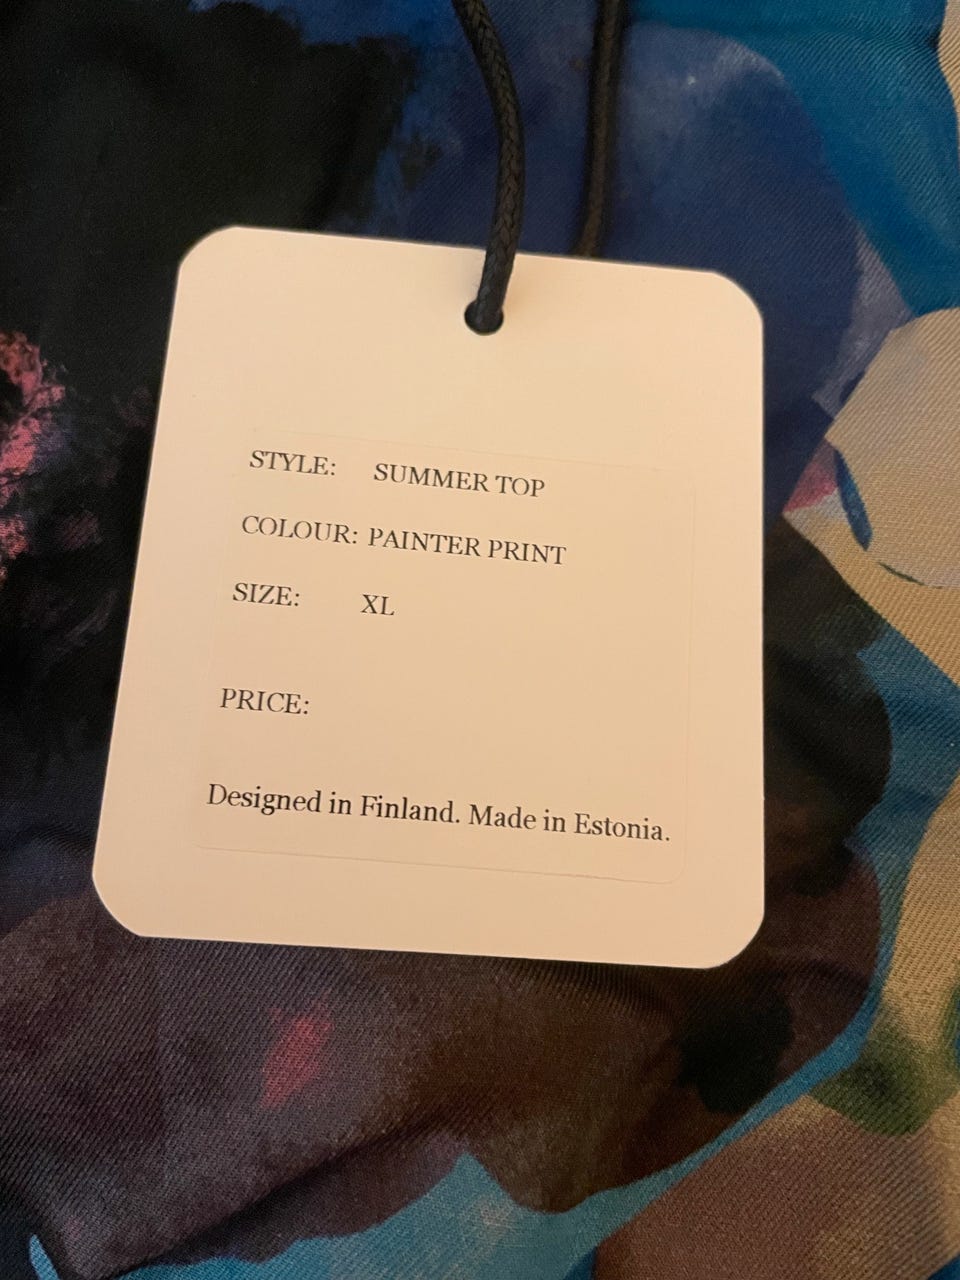 STYLE: SUMMER TOP
COLOUR: PAINTER PRINT
SIZE: XL
PRICE:
Designed in Finland. Made in Estonia.